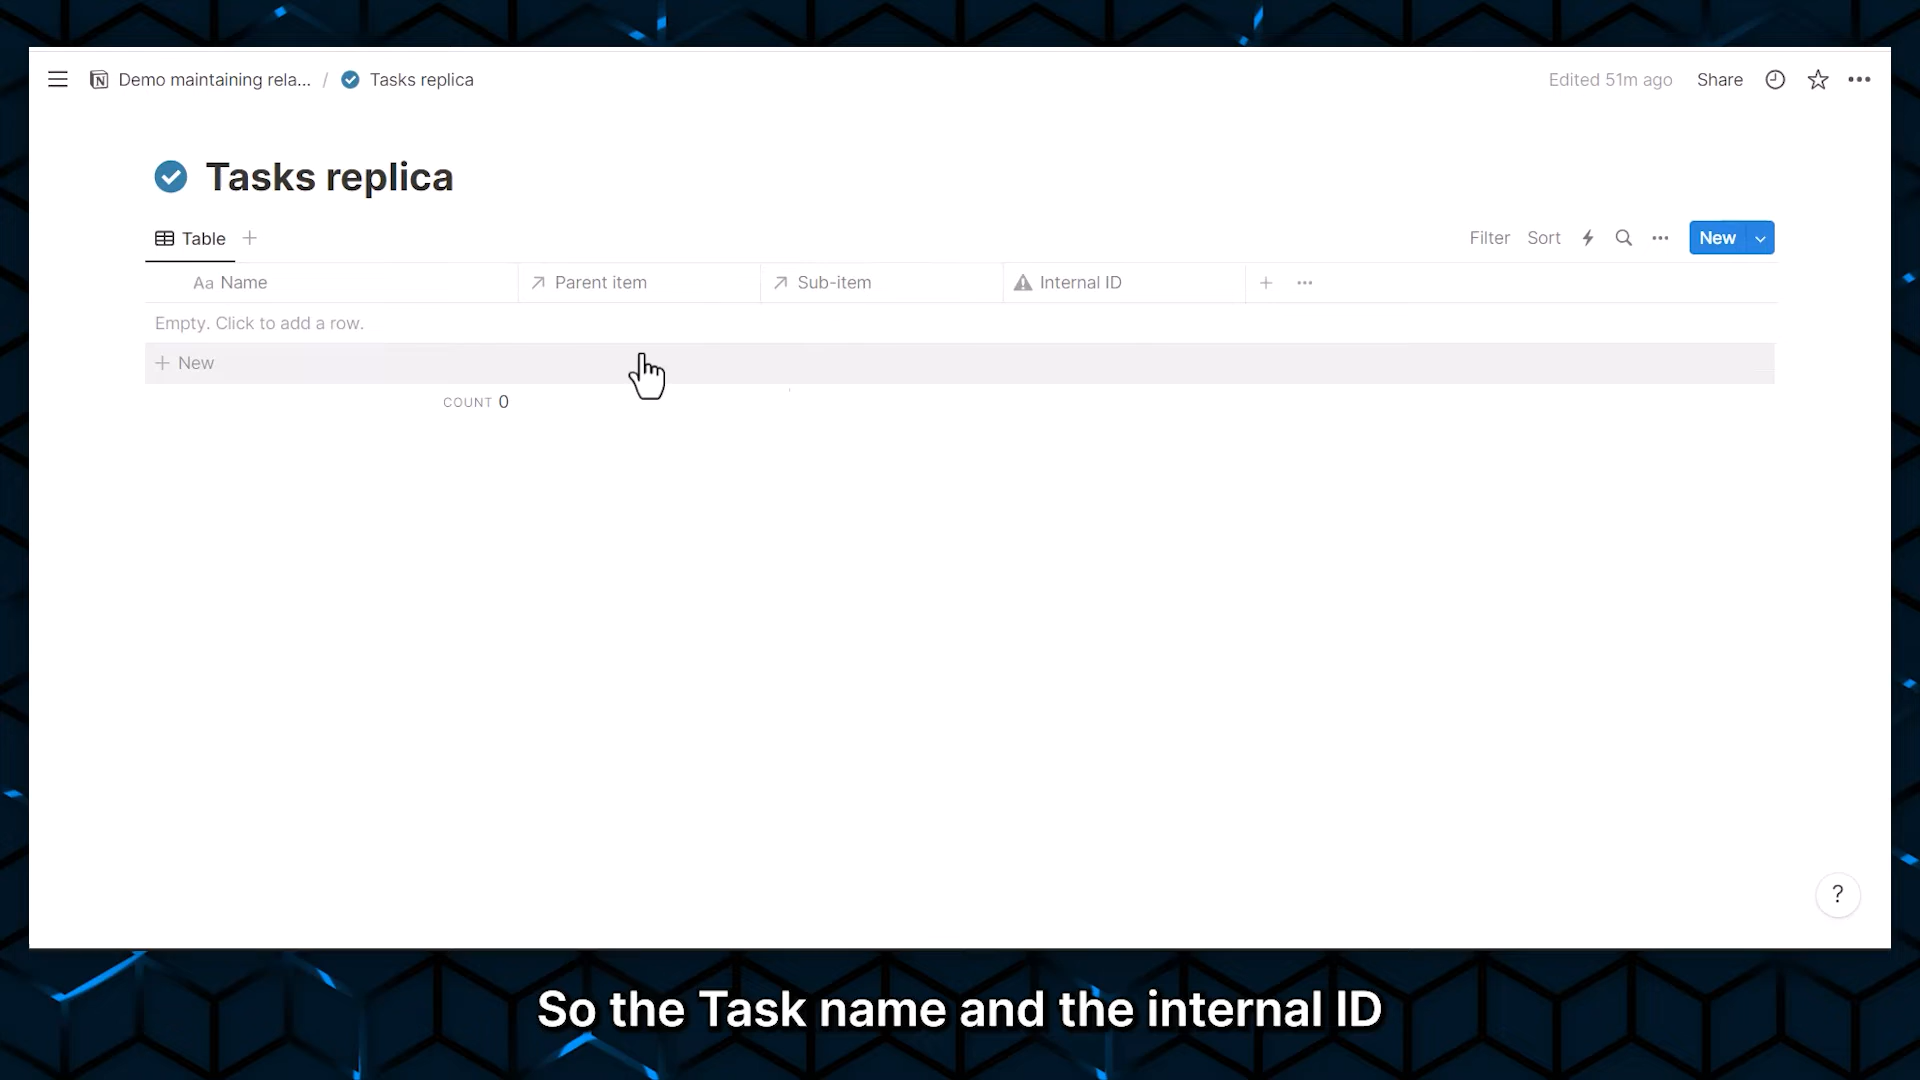 Demo maintaining rela... / Tasks replica
Edited 51m ago Share
Tasks replica
Table
Filter Sort New
Aa Name Parent item Sub-item Internal ID
Empty. Click to add a row.
+ New
COUNT 0
?
So the Task name and the internal ID